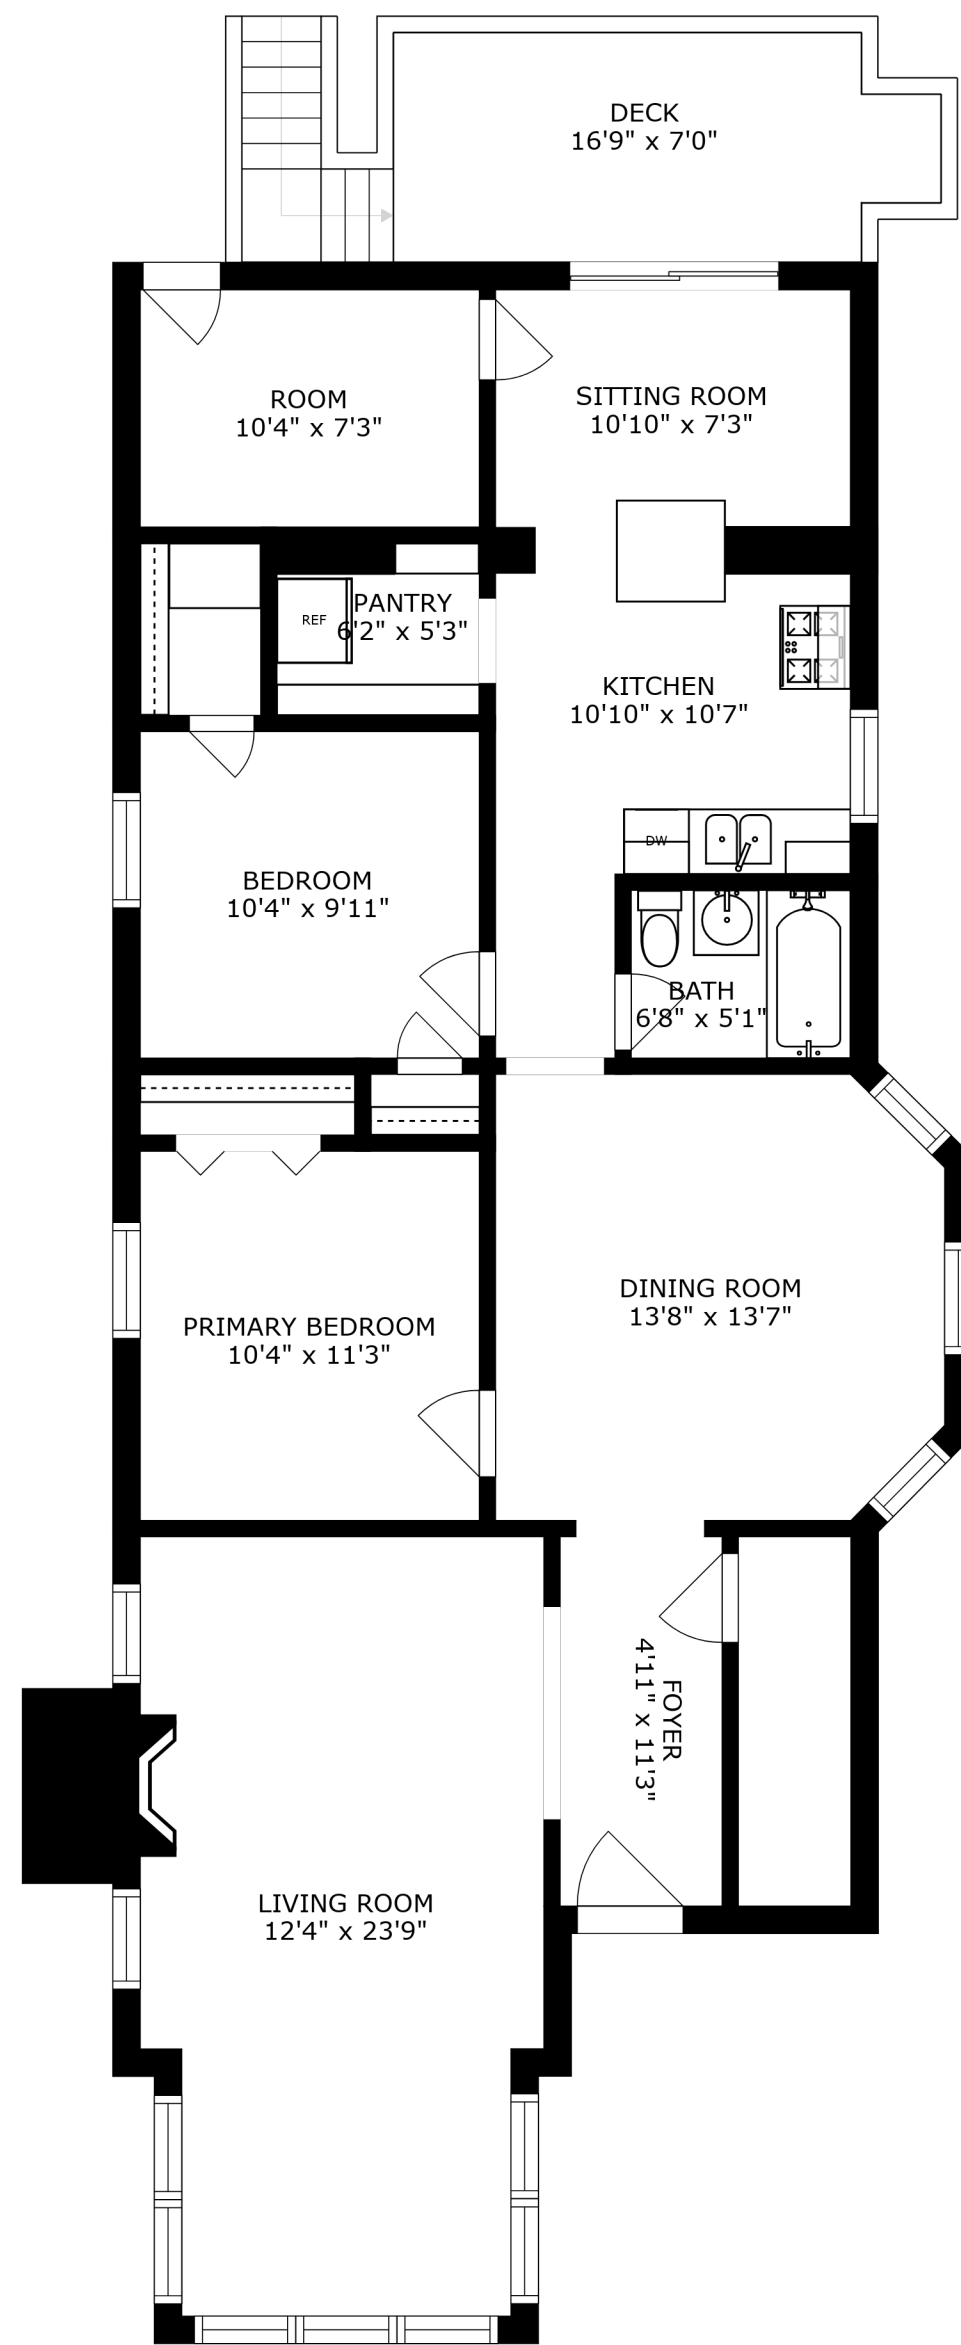 DECK
16'9" x 7'0"
ROOM
10'4" x 7'3"
SITTING ROOM
10'10" x 7'3"
REF
PANTRY
6'2" x 5'3"
KITCHEN
10'10" x 10'7"
DW
BEDROOM
10'4" x 9'11"
BATH
6'8" x 5'1"
DINING ROOM
13'8" x 13'7"
PRIMARY BEDROOM
10'4" x 11'3"
FOYER
4'11" x 11'3"
LIVING ROOM
12'4" x 23'9"